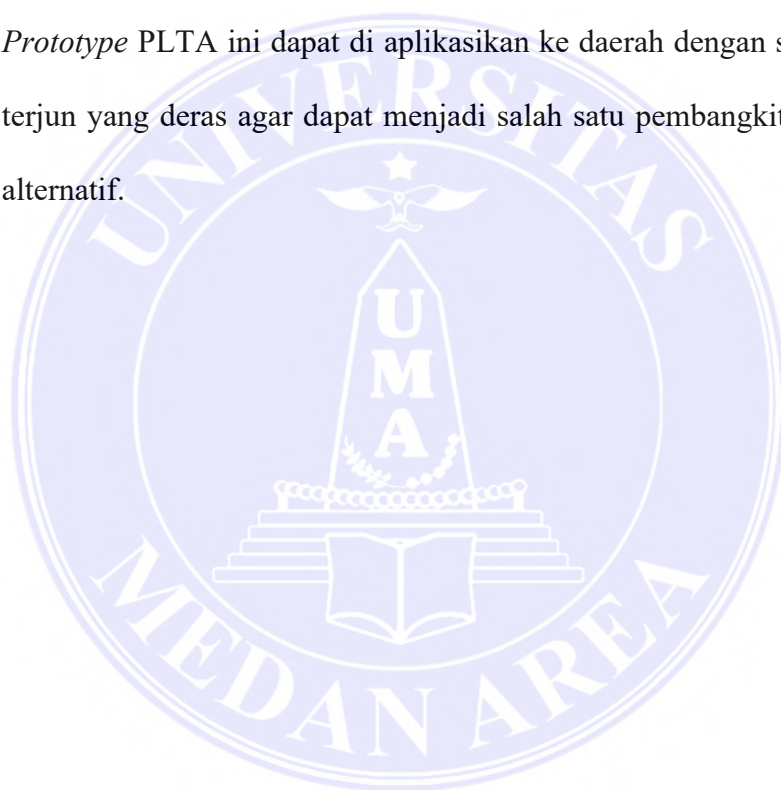 Prototype PLTA ini dapat di aplikasikan ke daerah dengan
terjun yang deras agar dapat menjadi salah satu pembangkit
alternatif.
UNIVERSITAS
UMA
MEDAN AREA